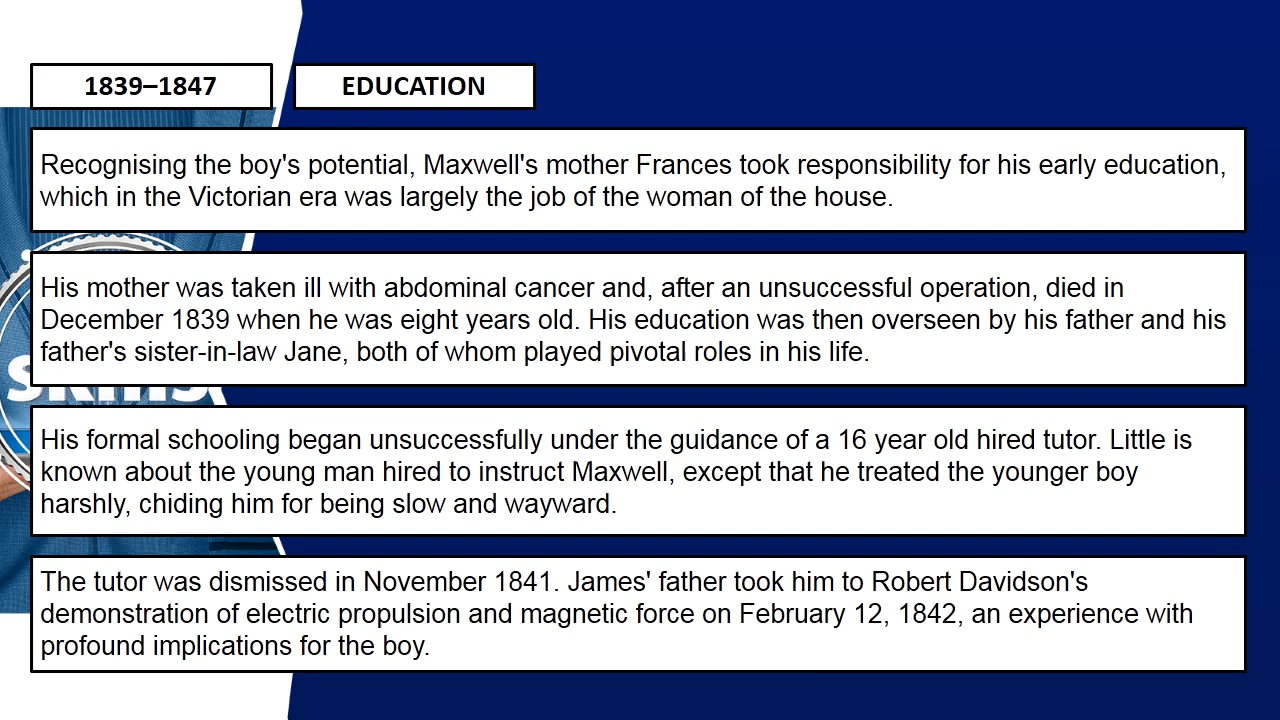 1839–1847
EDUCATION
Recognising the boy's potential, Maxwell's mother Frances took responsibility for his early education,
which in the Victorian era was largely the job of the woman of the house.
His mother was taken ill with abdominal cancer and, after an unsuccessful operation, died in
December 1839 when he was eight years old. His education was then overseen by his father and his
father's sister-in-law Jane, both of whom played pivotal roles in his life.
His formal schooling began unsuccessfully under the guidance of a 16 year old hired tutor. Little is
known about the young man hired to instruct Maxwell, except that he treated the younger boy
harshly, chiding him for being slow and wayward.
The tutor was dismissed in November 1841. James' father took him to Robert Davidson's
demonstration of electric propulsion and magnetic force on February 12, 1842, an experience with
profound implications for the boy.